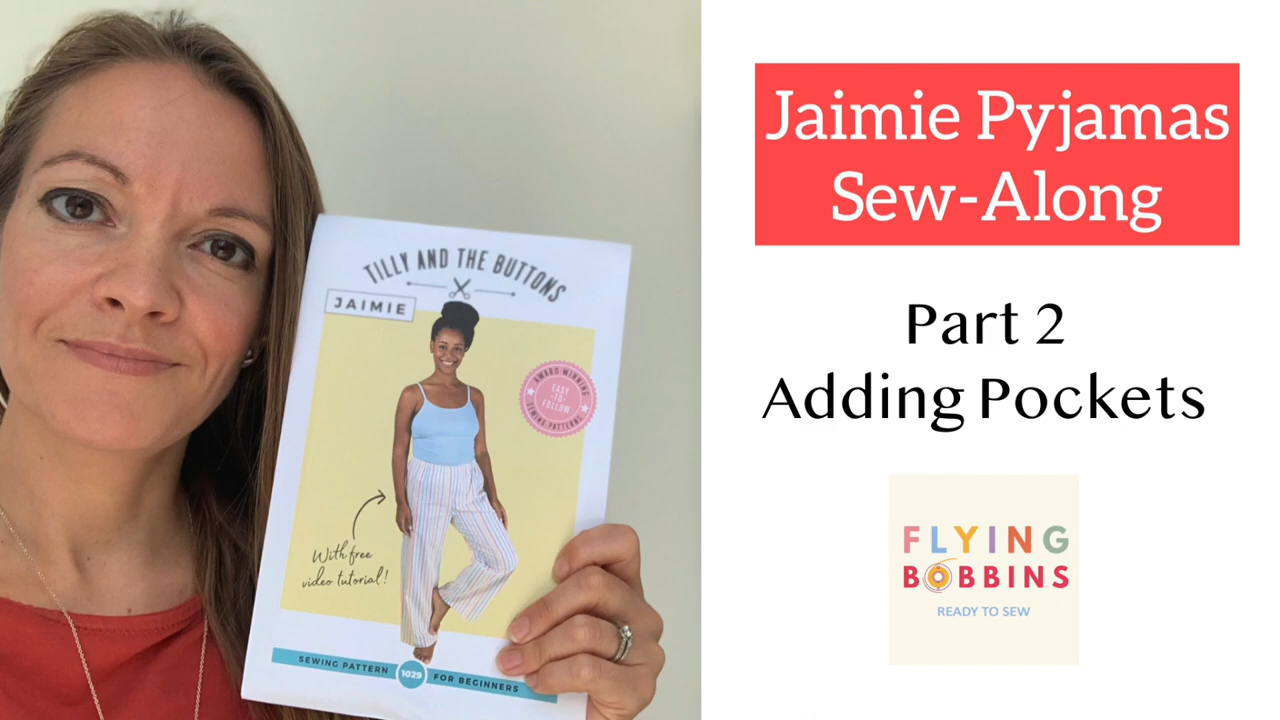 TILLY AND THE BUTTONS
JAIMIE
AWARD WINNING
EASY
-TO-
FOLLOW
SEWING PATTERNS
With free
video tutorial!
SEWING PATTERN 1029 FOR BEGINNERS
Jaimie Pyjamas
Sew-Along
Part 2
Adding Pockets
FLYING
BOBBINS
READY TO SEW